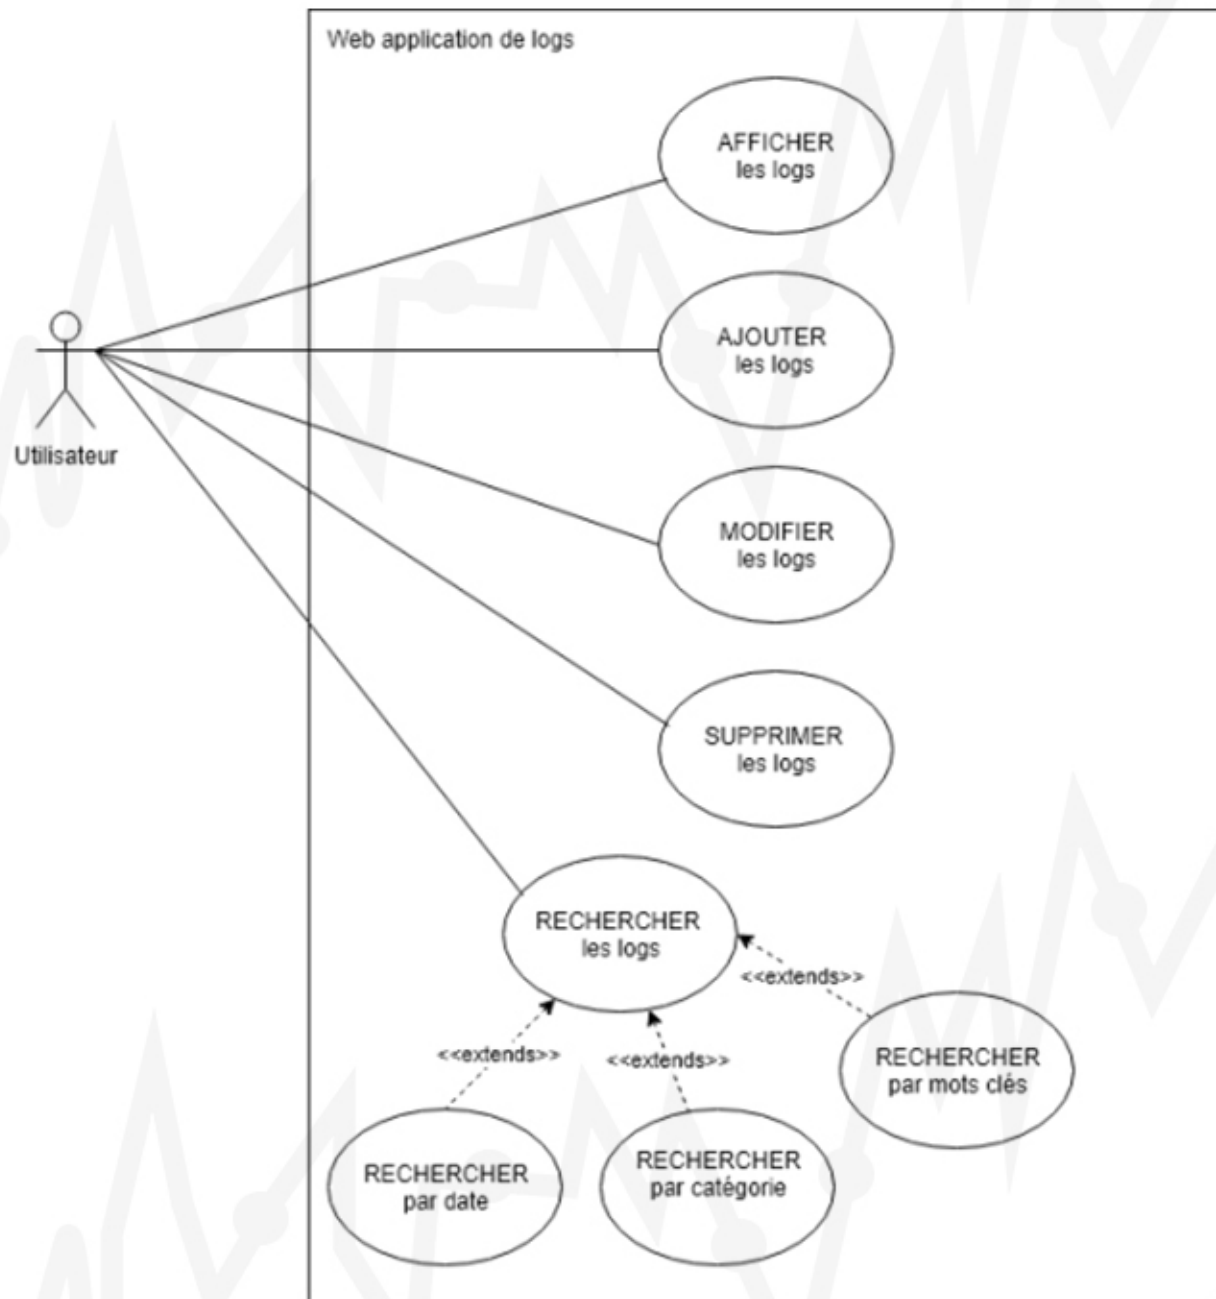 Web application de logs
AFFICHER
les logs
AJOUTER
les logs
Utilisateur
MODIFIER
les logs
SUPPRIMER
les logs
RECHERCHER
les logs
<<extends>>
<<extends>>
<<extends>>
RECHERCHER
par mots clés
RECHERCHER
par date
RECHERCHER
par catégorie